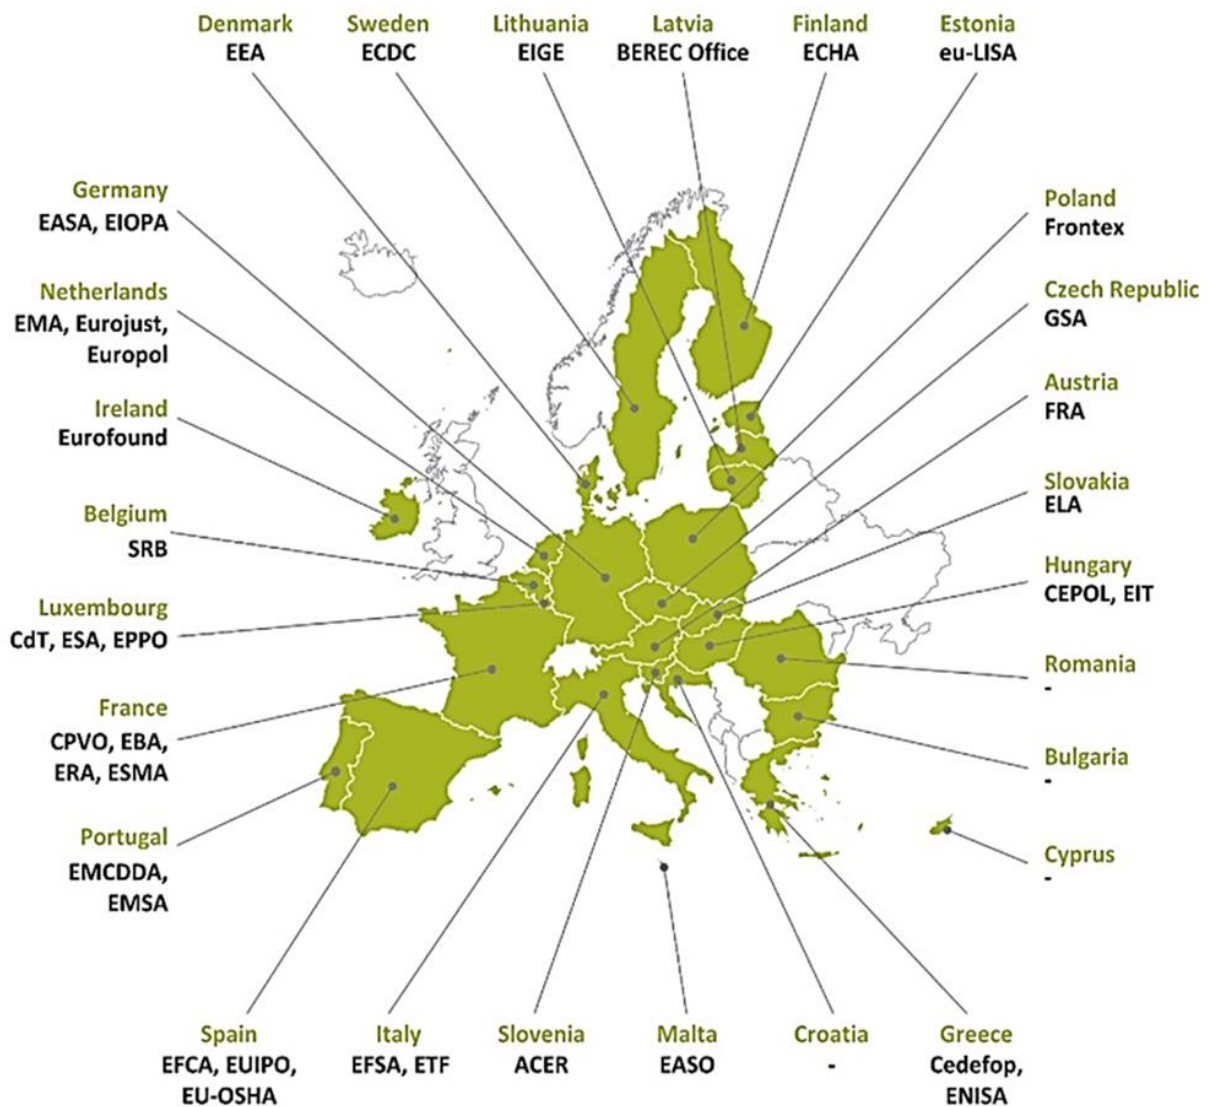 Denmark
EEA
Sweden
ECDC
Lithuania
EIGE
Latvia
BEREC Office
Finland
ECHA
Estonia
eu-LISA
Germany
EASA, EIOPA
Netherlands
EMA, Eurojust,
Europol
Ireland
Eurofound
Belgium
SRB
Luxembourg
CdT, ESA, EPPO
France
CPVO, EBA,
ERA, ESMA
Portugal
EMCDDA,
EMSA
Poland
Frontex
Czech Republic
GSA
Austria
FRA
Slovakia
ELA
Hungary
CEPOL, EIT
Romania
-
Bulgaria
-
Cyprus
-
Spain
EFCA, EUIPO,
EU-OSHA
Italy
EFSA, ETF
Slovenia
ACER
Malta
EASO
Croatia
-
Greece
Cedefop,
ENISA